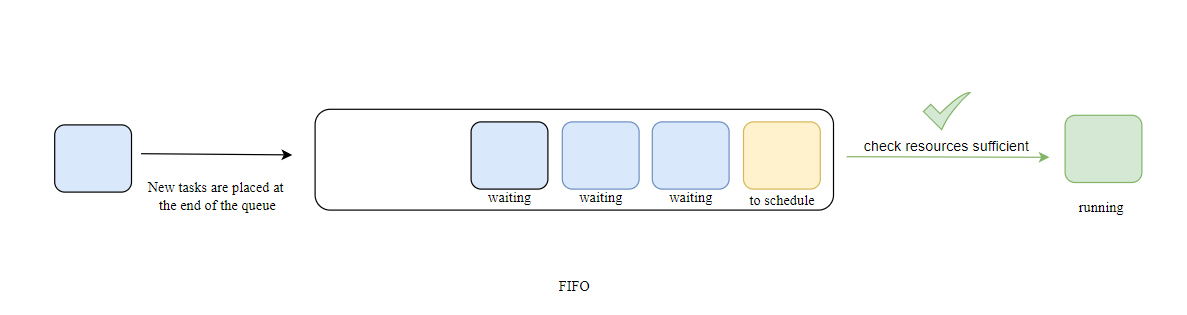 New tasks are placed at
the end of the queue
waiting
waiting
waiting
to schedule
check resources sufficient
running
FIFO